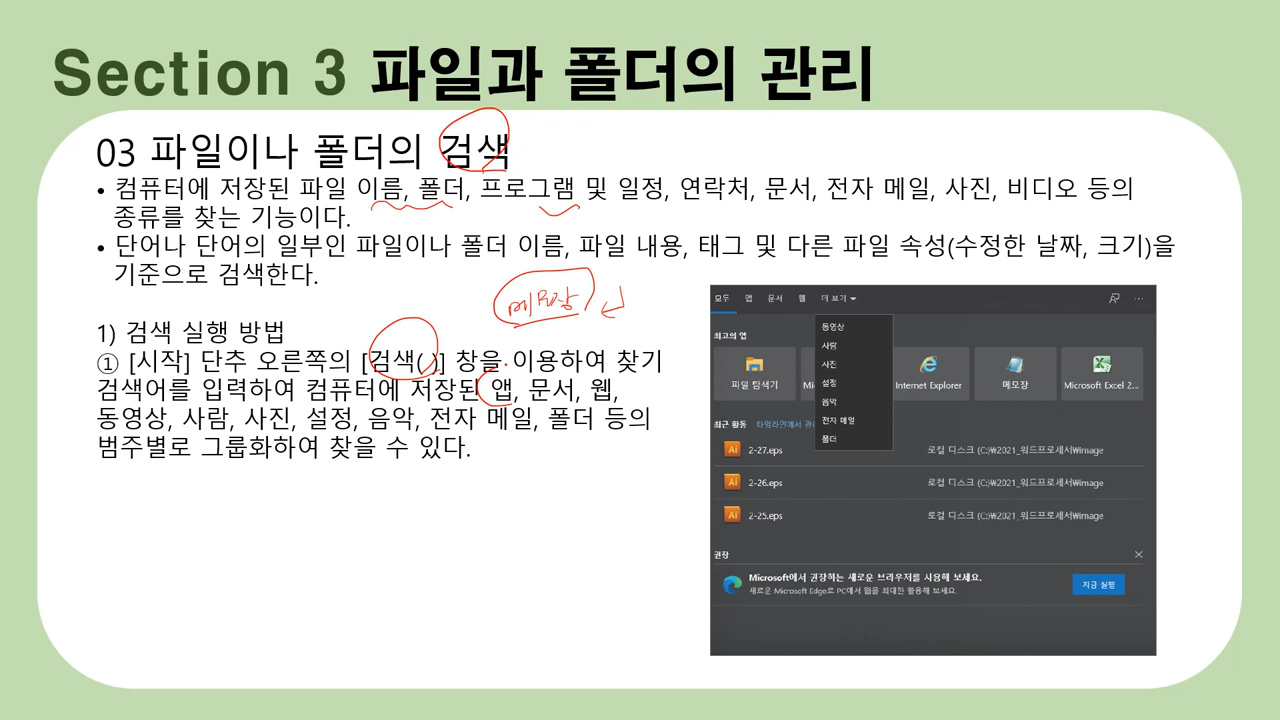 Section 3 파일과 폴더의 관리
03 파일이나 폴더의 검색
• 컴퓨터에 저장된 파일 이름, 폴더, 프로그램 및 일정, 연락처, 문서, 전자 메일, 사진, 비디오 등의
종류를 찾는 기능이다.
• 단어나 단어의 일부인 파일이나 폴더 이름, 파일 내용, 태그 및 다른 파일 속성(수정한 날짜, 크기)을
기준으로 검색한다.
메모장
1) 검색 실행 방법
① [시작] 단추 오른쪽의 [검색( )] 창을 이용하여 찾기
검색어를 입력하여 컴퓨터에 저장된 앱, 문서, 웹,
동영상, 사람, 사진, 설정, 음악, 전자 메일, 폴더 등의
범주별로 그룹화하여 찾을 수 있다.
모두 앱 문서 웹 더 보기
동영상
사람
사진
설정
음악
전자 메일
폴더
최고의 앱
파일 탐색기 Internet Explorer 메모장 Microsoft Excel 2...
최근 활동 타임라인에서 관리
2-27.eps 로컬 디스크 (C:)₩2021_워드프로세서₩image
2-26.eps 로컬 디스크 (C:)₩2021_워드프로세서₩image
2-25.eps 로컬 디스크 (C:)₩2021_워드프로세서₩image
권장
Microsoft에서 권장하는 새로운 브라우저를 사용해 보세요.
새로운 Microsoft Edge로 PC에서 웹을 최대한 활용해 보세요.
지금 실행